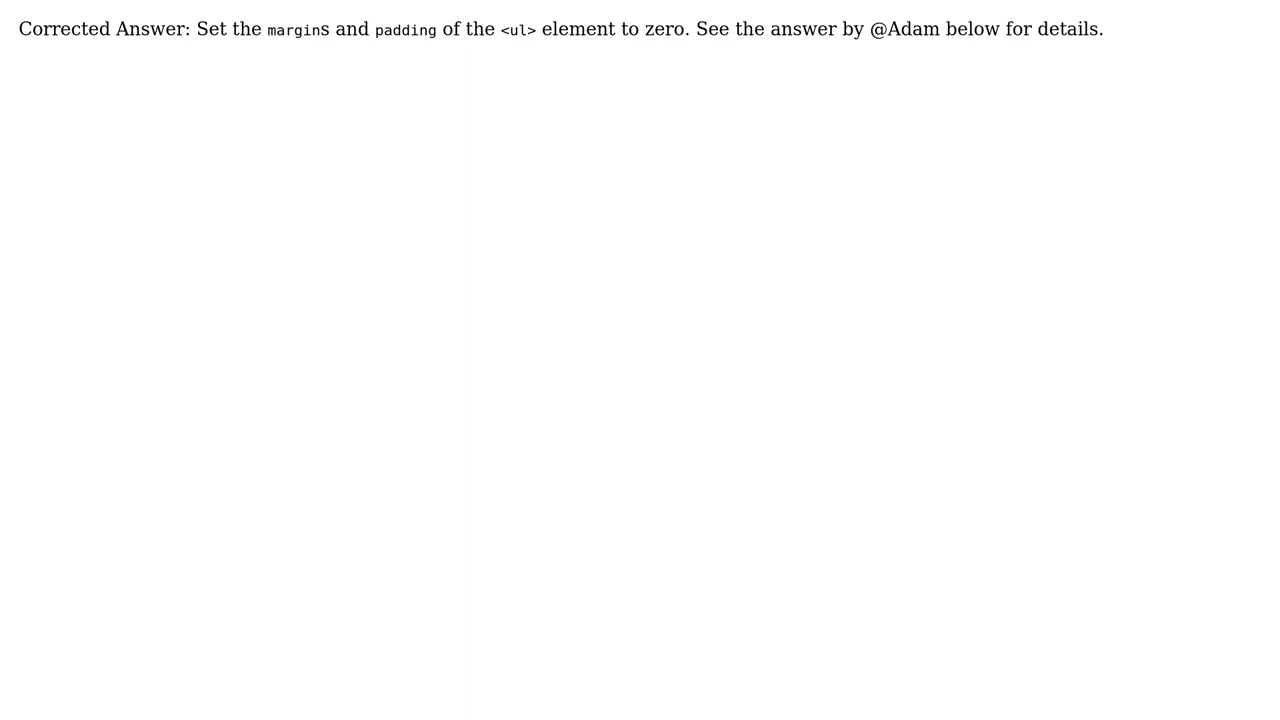 Corrected Answer: Set the margins and padding of the <ul> element to zero. See the answer by @Adam below for details.